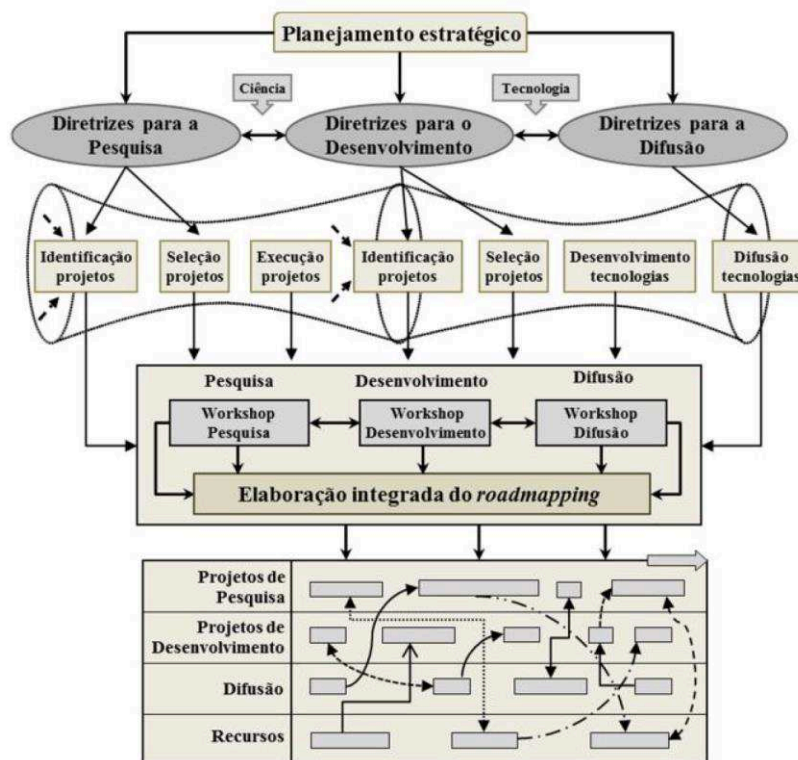 Planejamento estratégico
Ciência
Tecnologia
Diretrizes para a
Pesquisa
Diretrizes para o
Desenvolvimento
Diretrizes para a
Difusão
Identificação
projetos
Seleção
projetos
Execução
projetos
Identificação
projetos
Seleção
projetos
Desenvolvimento
tecnologias
Difusão
tecnologias
Pesquisa
Desenvolvimento
Difusão
Workshop
Pesquisa
Workshop
Desenvolvimento
Workshop
Difusão
Elaboração integrada do roadmapping
Projetos de
Pesquisa
Projetos de
Desenvolvimento
Difusão
Recursos